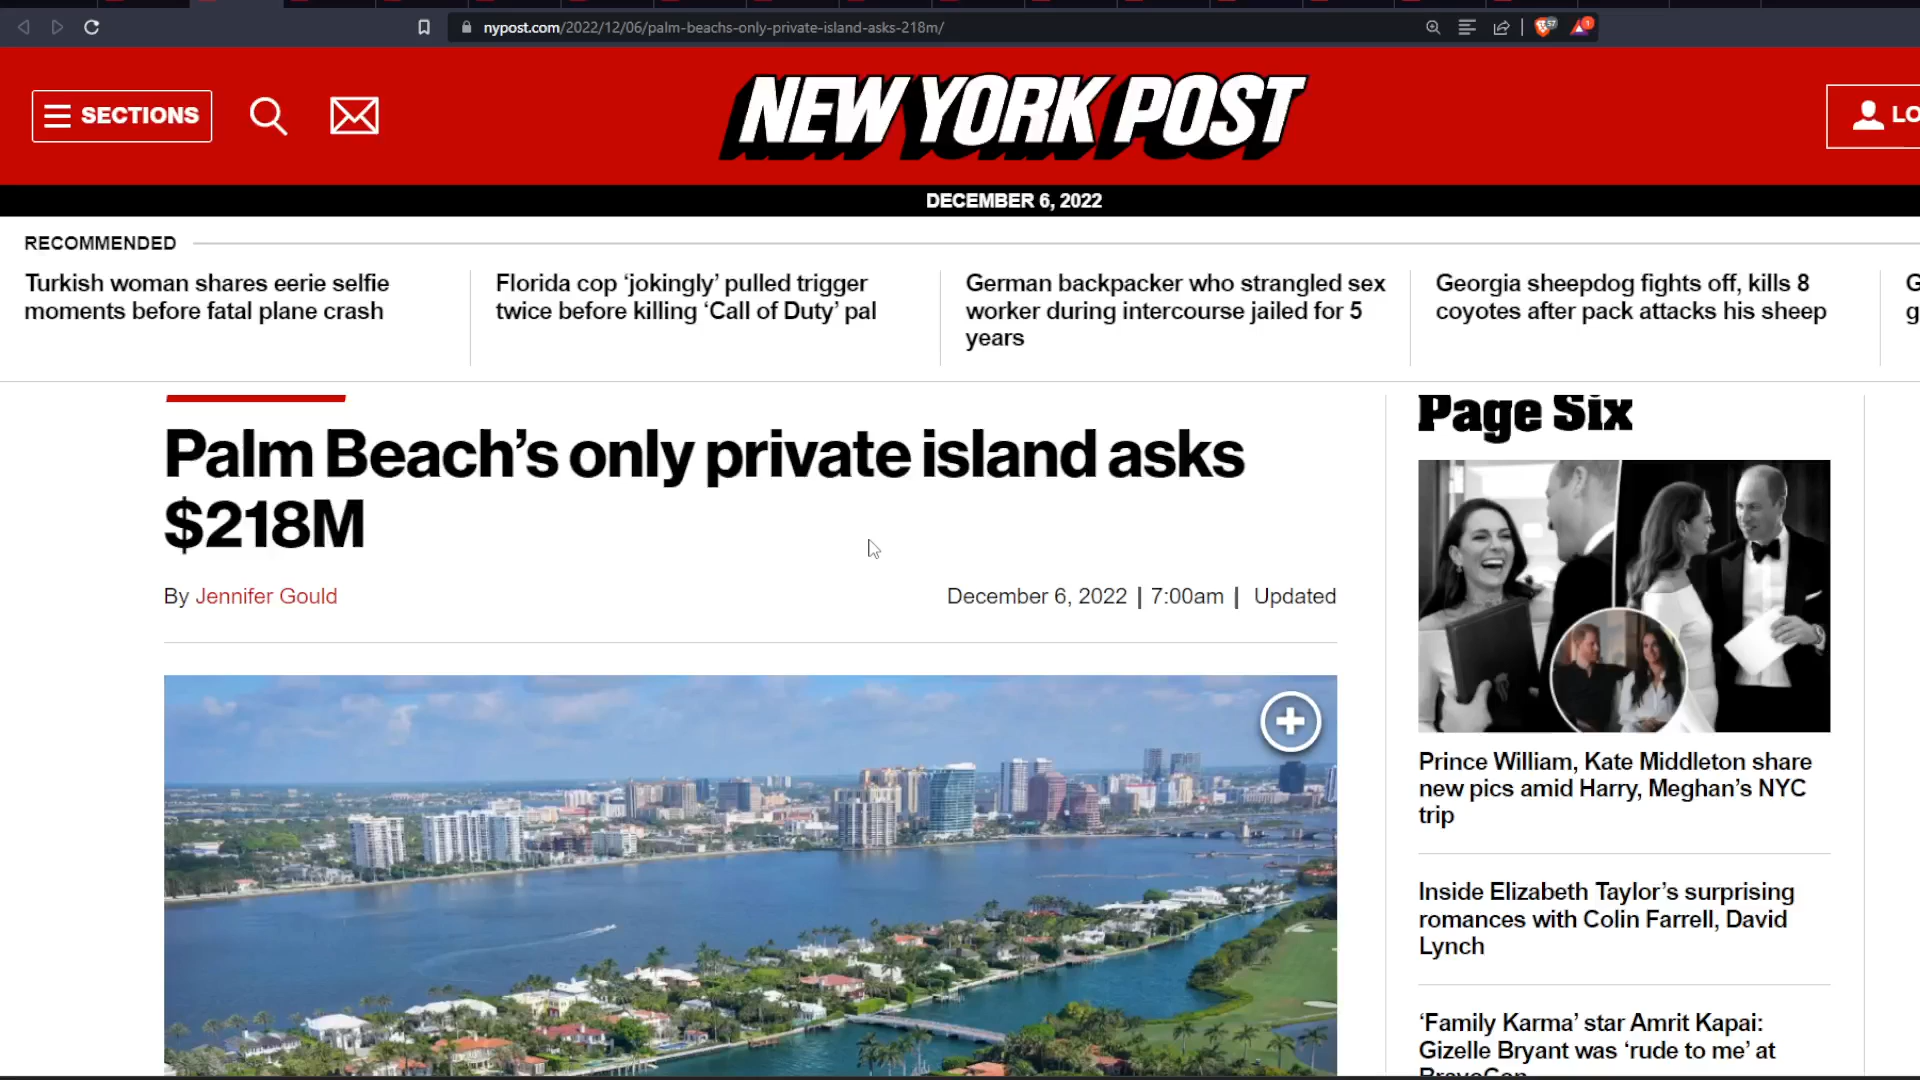 nypost.com/2022/12/06/palm-beachs-only-private-island-asks-218m/
57
1
SECTIONS
NEW YORK POST
LO
DECEMBER 6, 2022
RECOMMENDED
Turkish woman shares eerie selfie
moments before fatal plane crash
Florida cop ‘jokingly’ pulled trigger
twice before killing ‘Call of Duty’ pal
German backpacker who strangled sex
worker during intercourse jailed for 5
years
Georgia sheepdog fights off, kills 8
coyotes after pack attacks his sheep
G
g
Palm Beach’s only private island asks
$218M
By Jennifer Gould
December 6, 2022 | 7:00am | Updated
Page Six
Prince William, Kate Middleton share
new pics amid Harry, Meghan’s NYC
trip
Inside Elizabeth Taylor’s surprising
romances with Colin Farrell, David
Lynch
‘Family Karma’ star Amrit Kapai:
Gizelle Bryant was ‘rude to me’ at
BravoCon